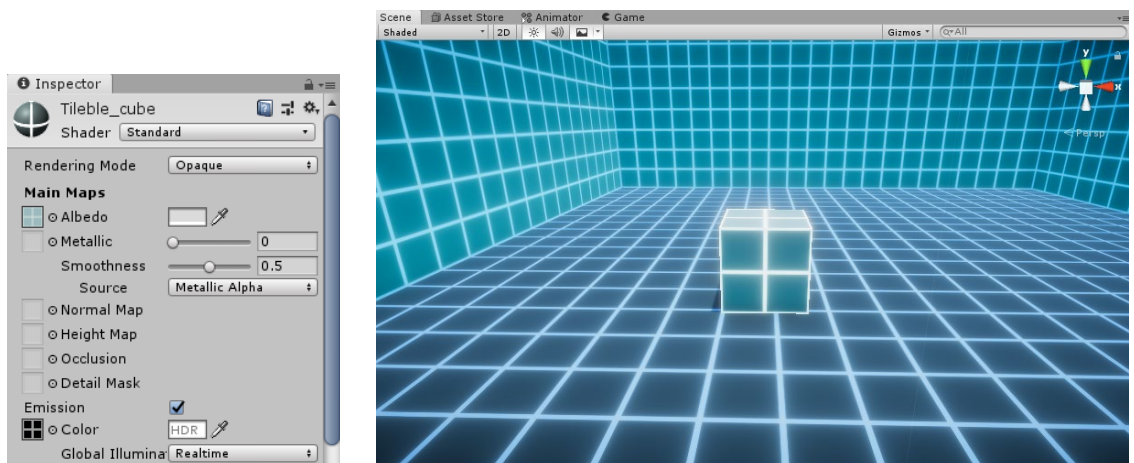 Inspector
Tileble_cube
Shader Standard
Rendering Mode Opaque
Main Maps
Albedo
Metallic 0
Smoothness 0.5
Source Metallic Alpha
Normal Map
Height Map
Occlusion
Detail Mask
Emission
Color HDR
Global Illumina Realtime
Scene Asset Store Animator Game
Shaded 2D Gizmos All
y
x
Persp